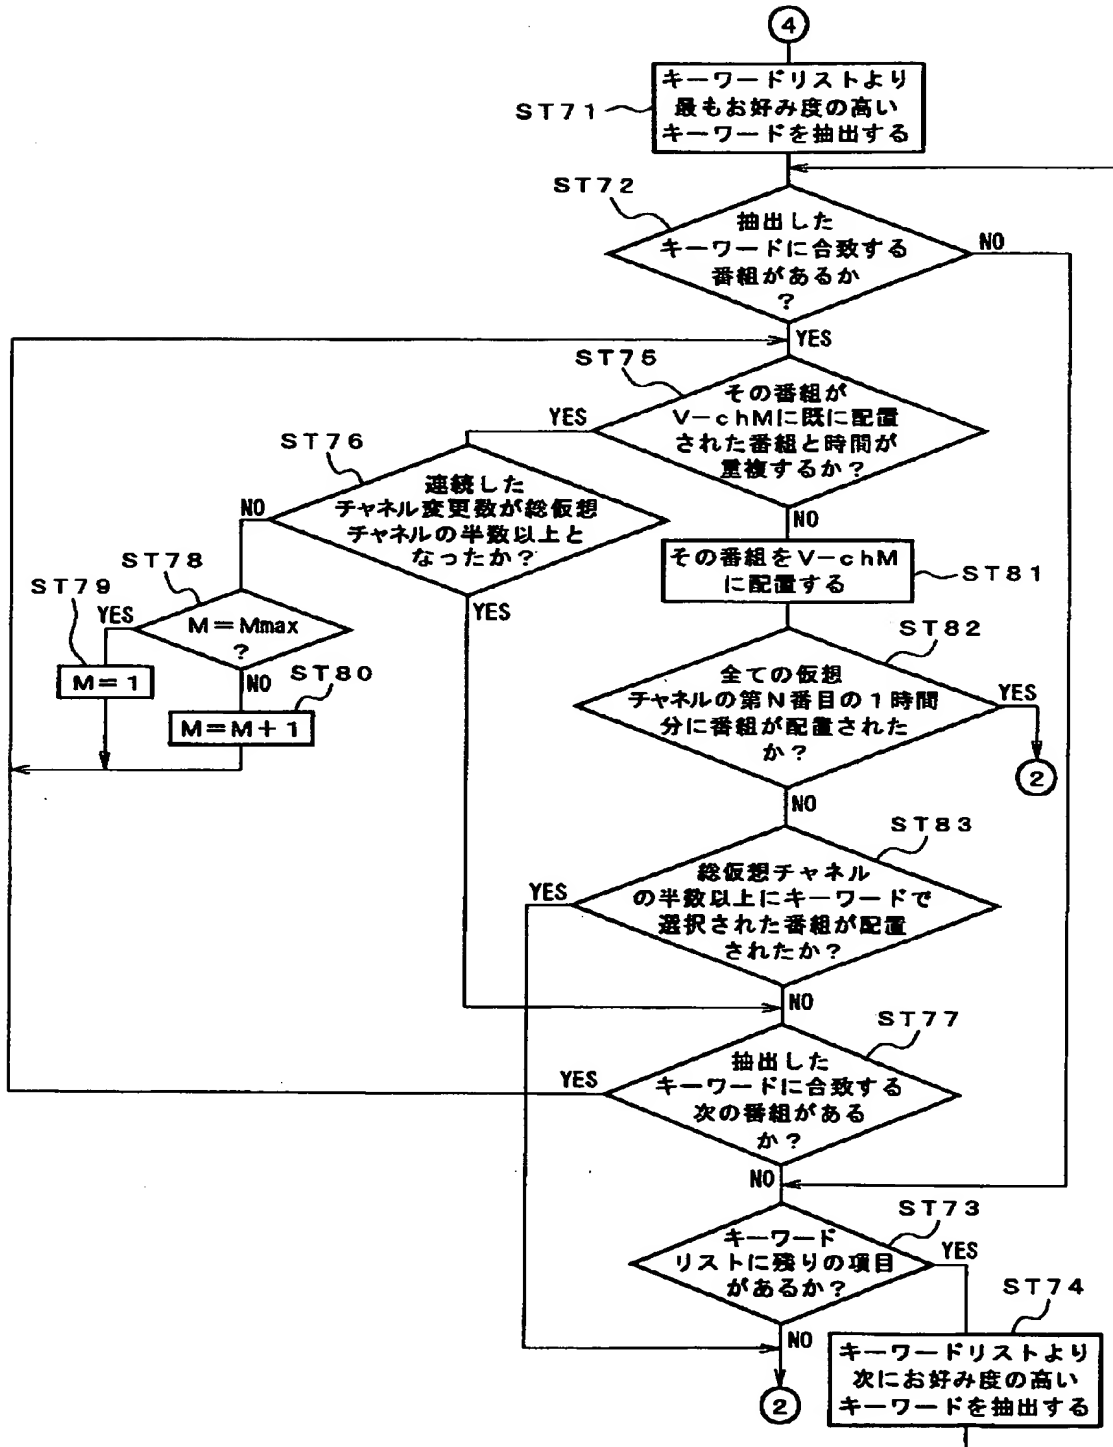 4
キーワードリストより
最もお好み度の高い
キーワードを抽出する
ST71
ST72
抽出した
キーワードに合致する
番組があるか
?
NO
YES
ST75
その番組が
V-chMに既に配置
された番組と時間が
重複するか?
YES
NO
ST76
連続した
チャネル変更数が総仮想
チャネルの半数以上と
なったか?
NO
YES
ST78
M=Mmax
?
YES
NO
ST79
M=1
ST80
M=M+1
その番組をV-chM
に配置する
ST81
ST82
全ての仮想
チャネルの第N番目の1時間
分に番組が配置された
か?
YES
2
NO
ST83
総仮想チャネル
の半数以上にキーワードで
選択された番組が配置
されたか?
YES
NO
ST77
抽出した
キーワードに合致する
次の番組がある
か?
YES
NO
ST73
キーワード
リストに残りの項目
があるか?
YES
NO
2
ST74
キーワードリストより
次にお好み度の高い
キーワードを抽出する